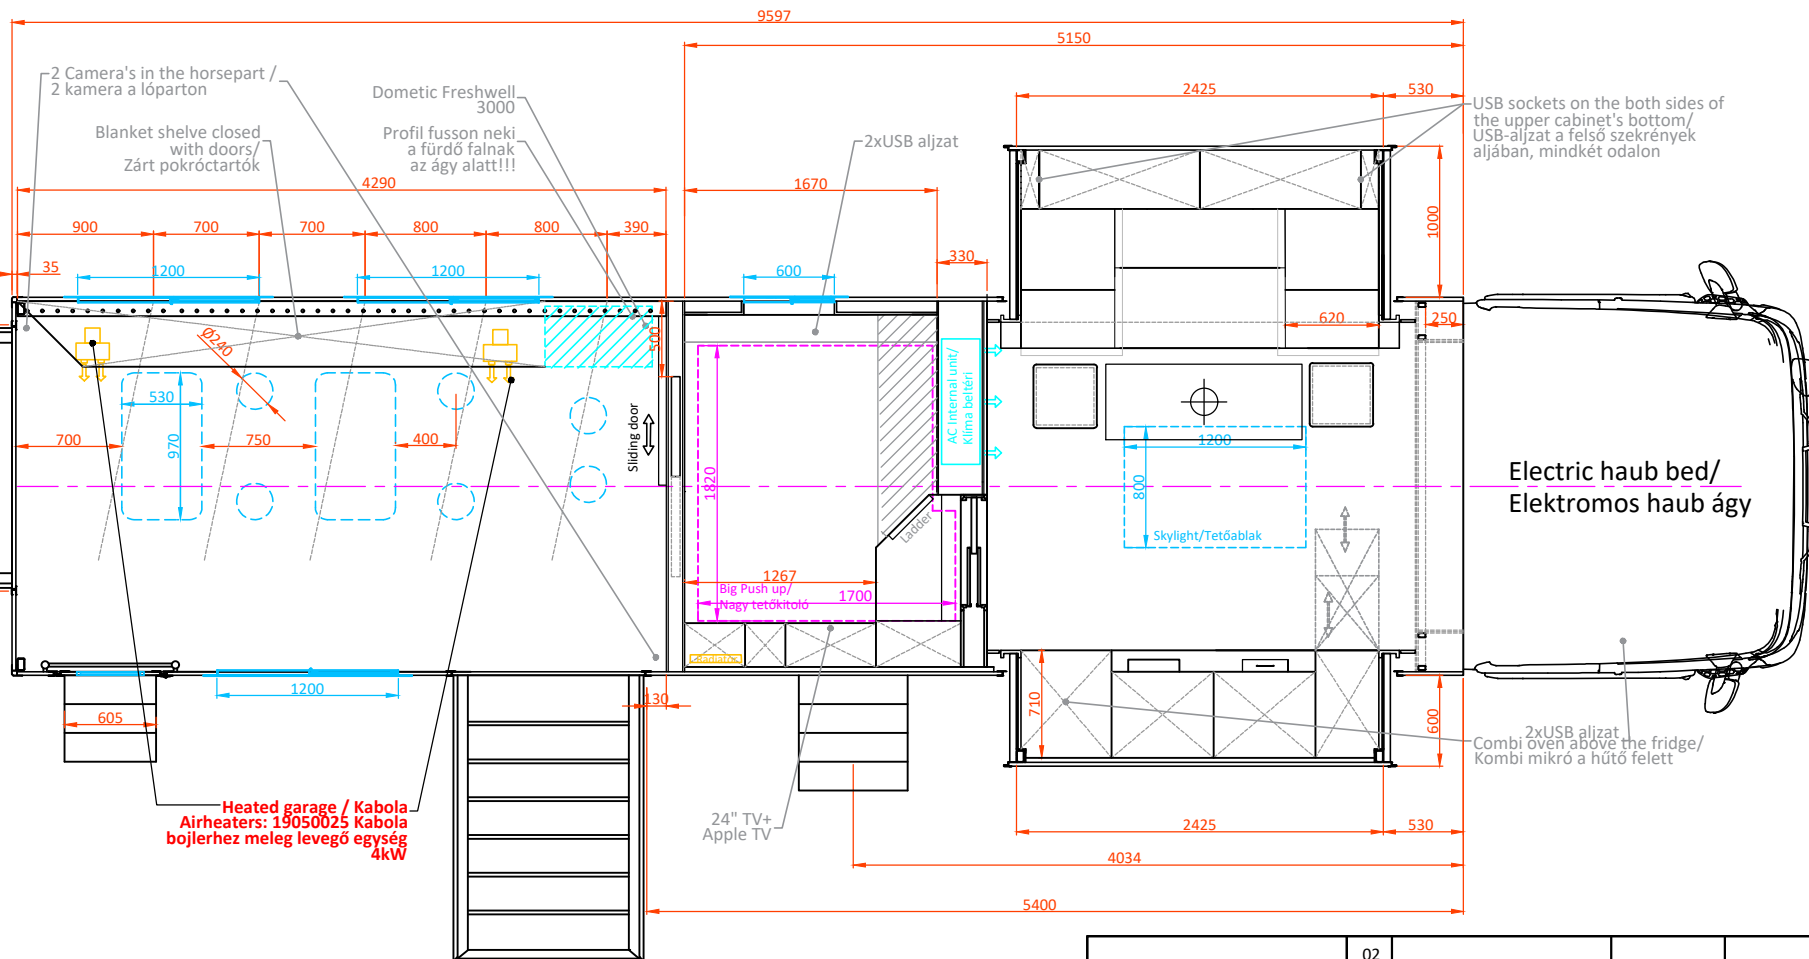 9597
5150
2425
530
2 Camera's in the horsepart /
2 kamera a lóparton
Dometic Freshwell
3000
Blanket shelve closed
with doors/
Zárt pokróctartók
Profil fusson neki
a fürdő falnak
az ágy alatt!!!
2xUSB aljzat
USB sockets on the both sides of
the upper cabinet's bottom/
USB-aljzat a felső szekrények
aljában, mindkét odalon
4290
1670
1000
900
700
700
800
800
390
35
1200
1200
600
330
620
250
Ø240
500
AC Internal unit/
Klíma beltéri
530
970
700
750
400
Sliding door
1820
1200
800
Skylight/Tetőablak
Electric haub bed/
Elektromos haub ágy
Ladder
1267
Big Push up/
Nagy tetőkitoló
1700
Radiátor
1200
605
130
710
600
2xUSB aljzat
Combi oven above the fridge/
Kombi mikró a hűtő felett
Heated garage / Kabola
Airheaters: 19050025 Kabola
bojlerhez meleg levegő egység
4kW
24" TV+
Apple TV
2425
530
4034
5400
02